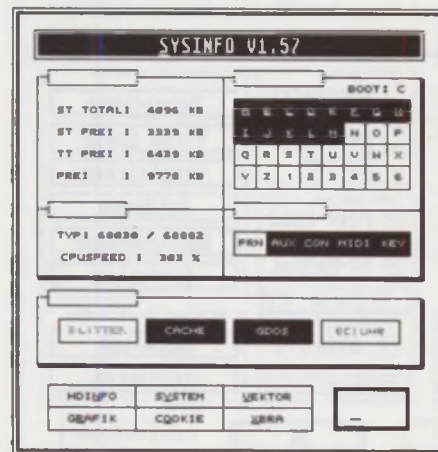 SYSINFO V1.57
BOOT: C
ST TOTAL: 4096 KB
ST FREI : 3339 KB
TT FREI : 6439 KB
FREI : 9778 KB
A B C D E F G H
I J K L M N O P
Q R S T U V W X
Y Z 1 2 3 4 5 6
TYP: 68030 / 68882
CPUSPEED : 303 %
PRN AUX CON MIDI KEY
BLITTER CACHE GDOS ECLUHR
HDINFO SYSTEM VEKTOR
GRAFIK COOKIE XBRA